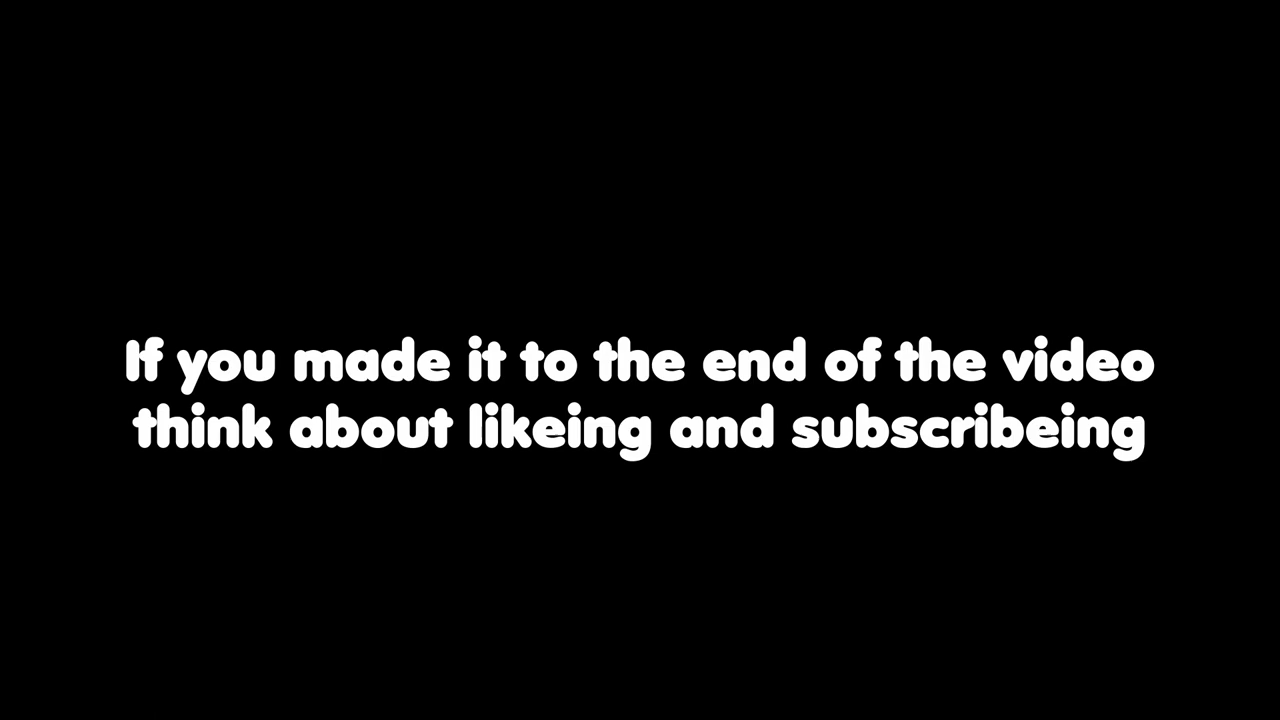 If you made it to the end of the video
think about likeing and subscribeing